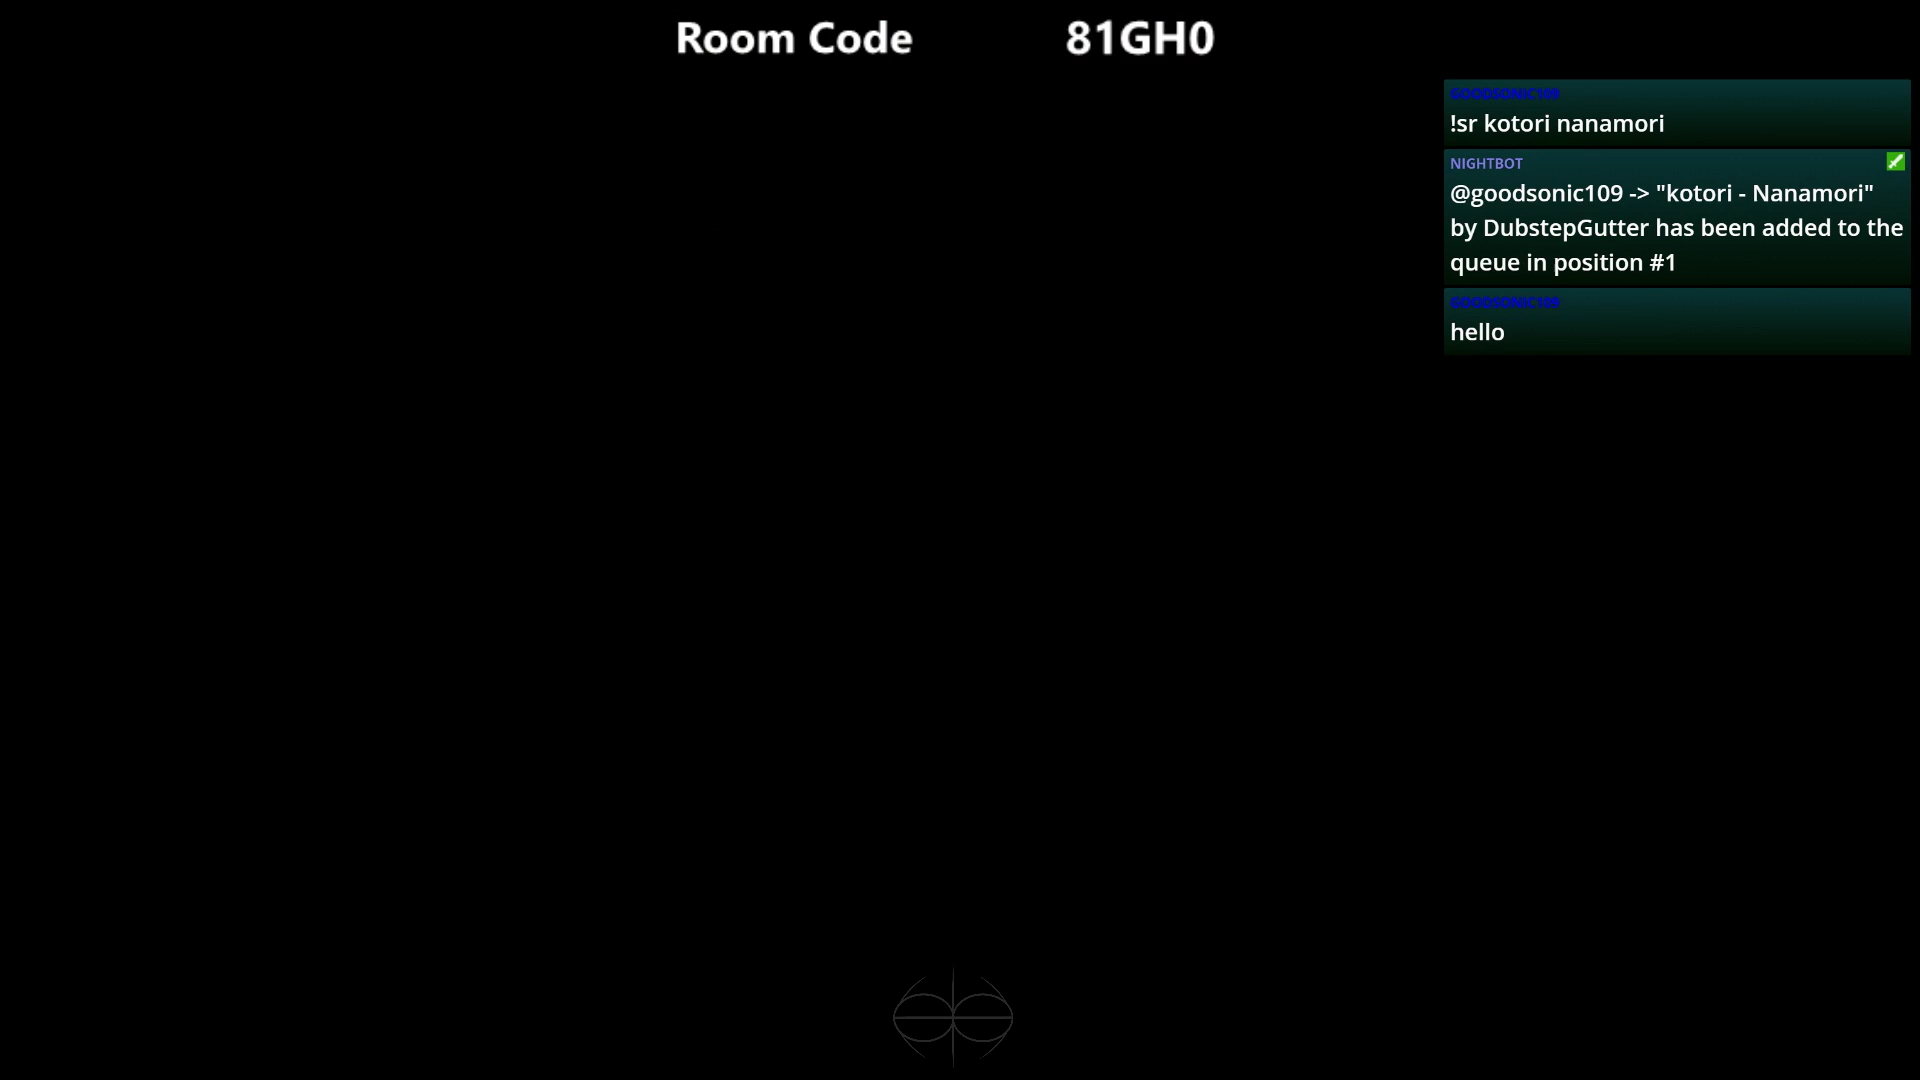 Room Code 81GH0
GOODSONIC109
!sr kotori nanamori
NIGHTBOT
@goodsonic109 -> "kotori - Nanamori"
by DubstepGutter has been added to the
queue in position #1
GOODSONIC109
hello